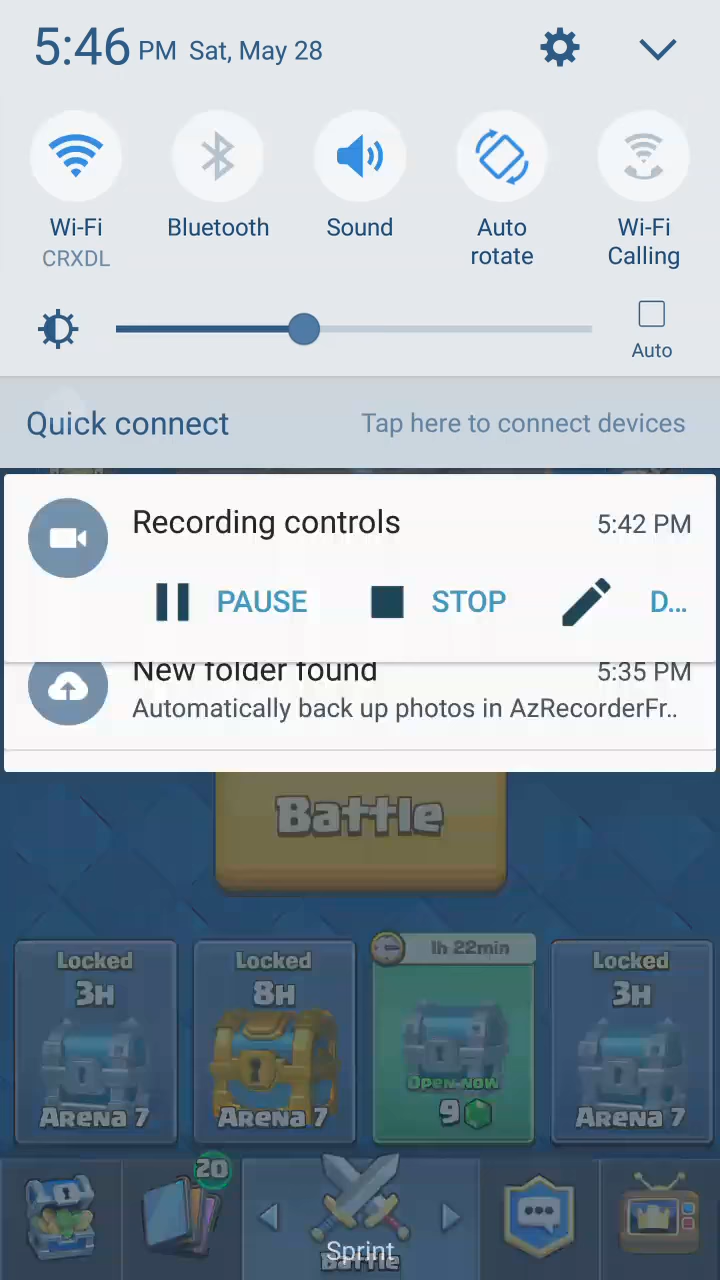 5:46 PM Sat, May 28
Wi-Fi Bluetooth Sound Auto rotate Wi-Fi Calling
CRXDL
Auto
Quick connect Tap here to connect devices
Recording controls 5:42 PM
PAUSE STOP D...
New folder found 5:35 PM
Automatically back up photos in AzRecorderFr..
Battle
Locked Locked 1h 22min Locked
3H 8H 3H
OPEN NOW
Arena 7 Arena 7 9 Arena 7
20
Sprint
Battle